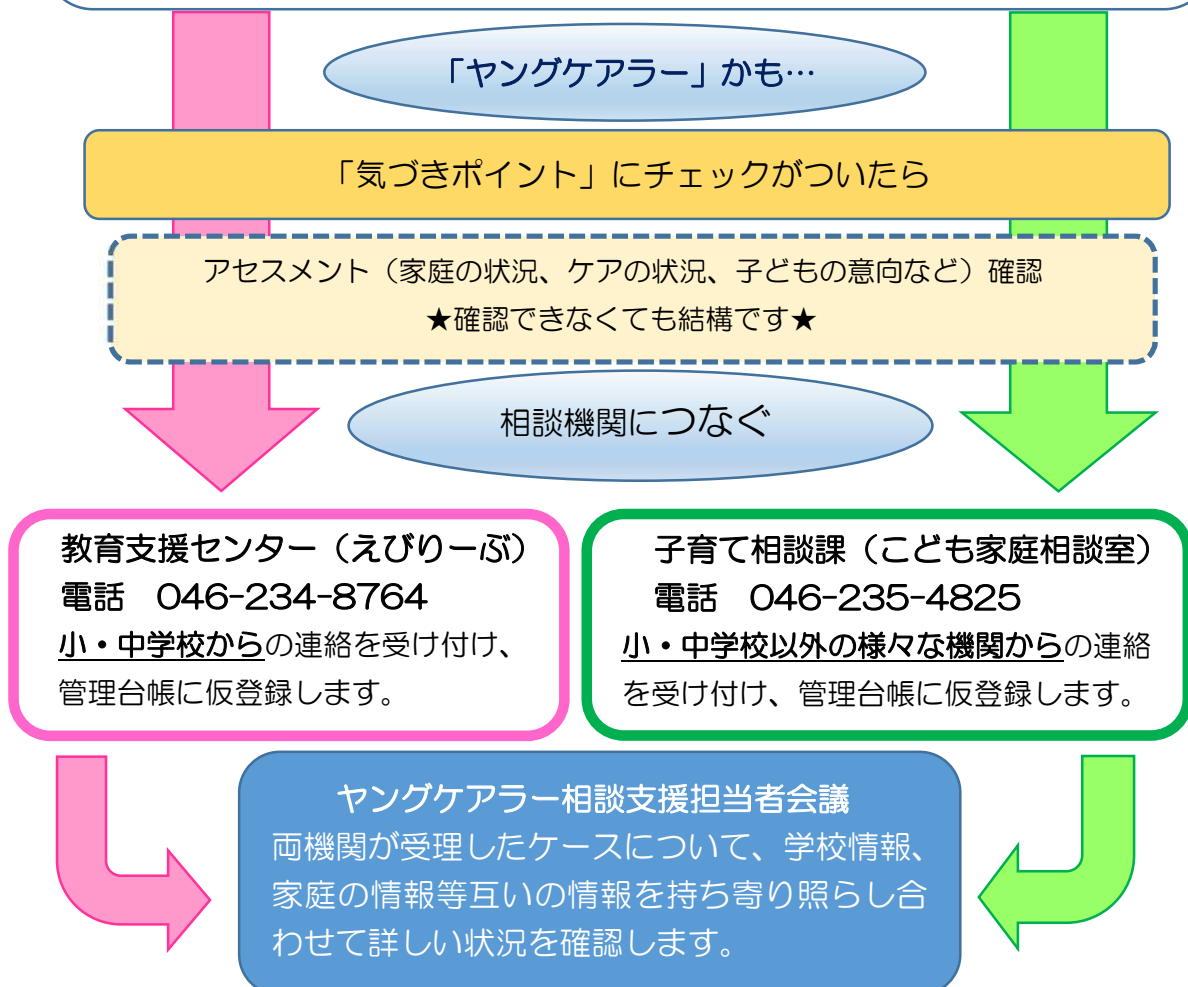 「ヤングケアラー」かも…
「気づきポイント」にチェックがついたら
アセスメント（家庭の状況、ケアの状況、子どもの意向など）確認
★確認できなくても結構です★
相談機関につなぐ
教育支援センター（えびりーぶ）
電話　046-234-8764
小・中学校からの連絡を受け付け、
管理台帳に仮登録します。
子育て相談課（こども家庭相談室）
電話　046-235-4825
小・中学校以外の様々な機関からの連絡
を受け付け、管理台帳に仮登録します。
ヤングケアラー相談支援担当者会議
両機関が受理したケースについて、学校情報、
家庭の情報等互いの情報を持ち寄り照らし合
わせて詳しい状況を確認します。